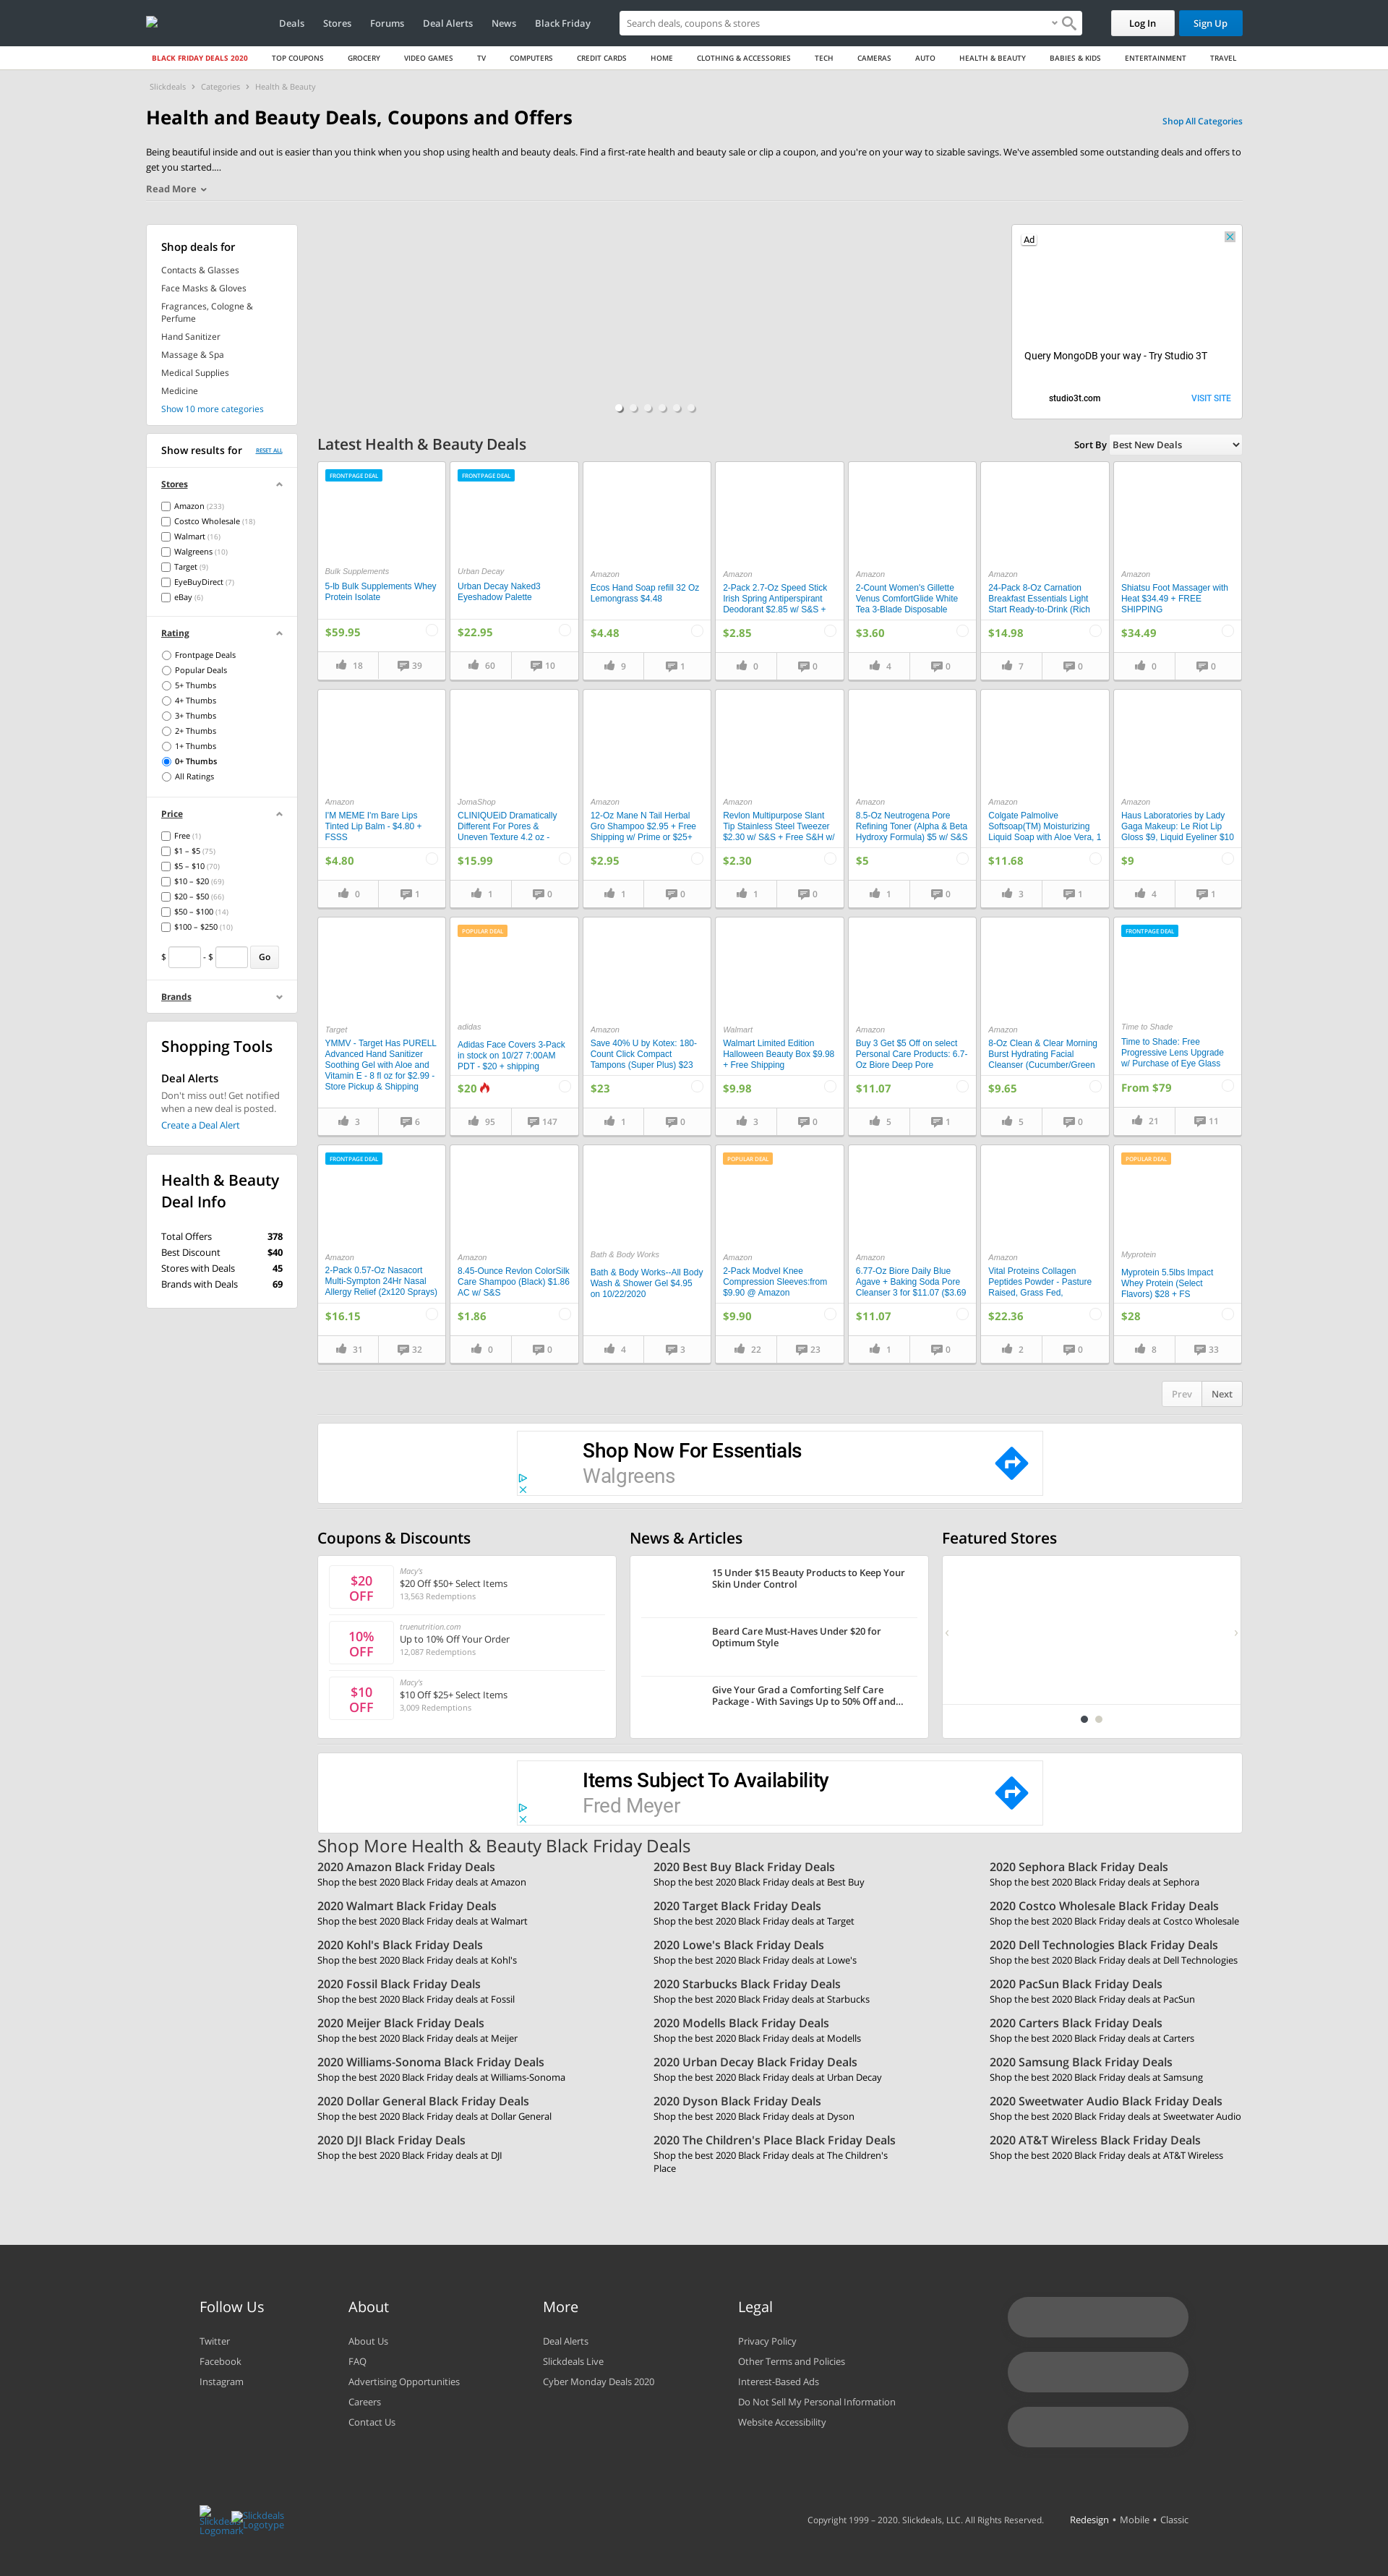 Deals Stores Forums Deal Alerts News Black Friday
Search deals, coupons & stores
Log In Sign Up
BLACK FRIDAY DEALS 2020 TOP COUPONS GROCERY VIDEO GAMES TV COMPUTERS CREDIT CARDS HOME CLOTHING & ACCESSORIES TECH CAMERAS AUTO HEALTH & BEAUTY BABIES & KIDS ENTERTAINMENT TRAVEL
Slickdeals › Categories › Health & Beauty
Health and Beauty Deals, Coupons and Offers
Shop All Categories
Being beautiful inside and out is easier than you think when you shop using health and beauty deals. Find a first-rate health and beauty sale or clip a coupon, and you're on your way to sizable savings. We've assembled some outstanding deals and offers to
get you started....
Read More
Shop deals for
Contacts & Glasses
Face Masks & Gloves
Fragrances, Cologne &
Perfume
Hand Sanitizer
Massage & Spa
Medical Supplies
Medicine
Show 10 more categories
Ad
Query MongoDB your way - Try Studio 3T
studio3t.com VISIT SITE
Show results for RESET ALL
Stores
Amazon (233)
Costco Wholesale (18)
Walmart (16)
Walgreens (10)
Target (9)
EyeBuyDirect (7)
eBay (6)
Rating
Frontpage Deals
Popular Deals
5+ Thumbs
4+ Thumbs
3+ Thumbs
2+ Thumbs
1+ Thumbs
0+ Thumbs
All Ratings
Price
Free (1)
$1 – $5 (75)
$5 – $10 (70)
$10 – $20 (69)
$20 – $50 (66)
$50 – $100 (14)
$100 – $250 (10)
$ - $ Go
Brands
Shopping Tools
Deal Alerts
Don't miss out! Get notified
when a new deal is posted.
Create a Deal Alert
Health & Beauty
Deal Info
Total Offers 378
Best Discount $40
Stores with Deals 45
Brands with Deals 69
Latest Health & Beauty Deals
Sort By Best New Deals
FRONTPAGE DEAL
Bulk Supplements
5-lb Bulk Supplements Whey
Protein Isolate
$59.95
18 39
FRONTPAGE DEAL
Urban Decay
Urban Decay Naked3
Eyeshadow Palette
$22.95
60 10
Amazon
Ecos Hand Soap refill 32 Oz
Lemongrass $4.48
$4.48
9 1
Amazon
2-Pack 2.7-Oz Speed Stick
Irish Spring Antiperspirant
Deodorant $2.85 w/ S&S +
$2.85
0 0
Amazon
2-Count Women's Gillette
Venus ComfortGlide White
Tea 3-Blade Disposable
$3.60
4 0
Amazon
24-Pack 8-Oz Carnation
Breakfast Essentials Light
Start Ready-to-Drink (Rich
$14.98
7 0
Amazon
Shiatsu Foot Massager with
Heat $34.49 + FREE
SHIPPING
$34.49
0 0
Amazon
I'M MEME I'm Bare Lips
Tinted Lip Balm - $4.80 +
FSSS
$4.80
0 1
JomaShop
CLINIQUEiD Dramatically
Different For Pores &
Uneven Texture 4.2 oz -
$15.99
1 0
Amazon
12-Oz Mane N Tail Herbal
Gro Shampoo $2.95 + Free
Shipping w/ Prime or $25+
$2.95
1 0
Amazon
Revlon Multipurpose Slant
Tip Stainless Steel Tweezer
$2.30 w/ S&S + Free S&H w/
$2.30
1 0
Amazon
8.5-Oz Neutrogena Pore
Refining Toner (Alpha & Beta
Hydroxy Formula) $5 w/ S&S
$5
1 0
Amazon
Colgate Palmolive
Softsoap(TM) Moisturizing
Liquid Soap with Aloe Vera, 1
$11.68
3 1
Amazon
Haus Laboratories by Lady
Gaga Makeup: Le Riot Lip
Gloss $9, Liquid Eyeliner $10
$9
4 1
Target
YMMV - Target Has PURELL
Advanced Hand Sanitizer
Soothing Gel with Aloe and
Vitamin E - 8 fl oz for $2.99 -
Store Pickup & Shipping
3 6
POPULAR DEAL
adidas
Adidas Face Covers 3-Pack
in stock on 10/27 7:00AM
PDT - $20 + shipping
$20
95 147
Amazon
Save 40% U by Kotex: 180-
Count Click Compact
Tampons (Super Plus) $23
$23
1 0
Walmart
Walmart Limited Edition
Halloween Beauty Box $9.98
+ Free Shipping
$9.98
3 0
Amazon
Buy 3 Get $5 Off on select
Personal Care Products: 6.7-
Oz Biore Deep Pore
$11.07
5 1
Amazon
8-Oz Clean & Clear Morning
Burst Hydrating Facial
Cleanser (Cucumber/Green
$9.65
5 0
FRONTPAGE DEAL
Time to Shade
Time to Shade: Free
Progressive Lens Upgrade
w/ Purchase of Eye Glass
From $79
21 11
FRONTPAGE DEAL
Amazon
2-Pack 0.57-Oz Nasacort
Multi-Sympton 24Hr Nasal
Allergy Relief (2x120 Sprays)
$16.15
31 32
Amazon
8.45-Ounce Revlon ColorSilk
Care Shampoo (Black) $1.86
AC w/ S&S
$1.86
0 0
Bath & Body Works
Bath & Body Works--All Body
Wash & Shower Gel $4.95
on 10/22/2020
4 3
POPULAR DEAL
Amazon
2-Pack Modvel Knee
Compression Sleeves:from
$9.90 @ Amazon
$9.90
22 23
Amazon
6.77-Oz Biore Daily Blue
Agave + Baking Soda Pore
Cleanser 3 for $11.07 ($3.69
$11.07
1 0
Amazon
Vital Proteins Collagen
Peptides Powder - Pasture
Raised, Grass Fed,
$22.36
2 0
POPULAR DEAL
Myprotein
Myprotein 5.5lbs Impact
Whey Protein (Select
Flavors) $28 + FS
$28
8 33
Prev Next
Shop Now For Essentials
Walgreens
Coupons & Discounts
$20
OFF
Macy's
$20 Off $50+ Select Items
13,563 Redemptions
10%
OFF
truenutrition.com
Up to 10% Off Your Order
12,087 Redemptions
$10
OFF
Macy's
$10 Off $25+ Select Items
3,009 Redemptions
News & Articles
15 Under $15 Beauty Products to Keep Your
Skin Under Control
Beard Care Must-Haves Under $20 for
Optimum Style
Give Your Grad a Comforting Self Care
Package - With Savings Up to 50% Off and...
Featured Stores
Items Subject To Availability
Fred Meyer
Shop More Health & Beauty Black Friday Deals
2020 Amazon Black Friday Deals
Shop the best 2020 Black Friday deals at Amazon
2020 Best Buy Black Friday Deals
Shop the best 2020 Black Friday deals at Best Buy
2020 Sephora Black Friday Deals
Shop the best 2020 Black Friday deals at Sephora
2020 Walmart Black Friday Deals
Shop the best 2020 Black Friday deals at Walmart
2020 Target Black Friday Deals
Shop the best 2020 Black Friday deals at Target
2020 Costco Wholesale Black Friday Deals
Shop the best 2020 Black Friday deals at Costco Wholesale
2020 Kohl's Black Friday Deals
Shop the best 2020 Black Friday deals at Kohl's
2020 Lowe's Black Friday Deals
Shop the best 2020 Black Friday deals at Lowe's
2020 Dell Technologies Black Friday Deals
Shop the best 2020 Black Friday deals at Dell Technologies
2020 Fossil Black Friday Deals
Shop the best 2020 Black Friday deals at Fossil
2020 Starbucks Black Friday Deals
Shop the best 2020 Black Friday deals at Starbucks
2020 PacSun Black Friday Deals
Shop the best 2020 Black Friday deals at PacSun
2020 Meijer Black Friday Deals
Shop the best 2020 Black Friday deals at Meijer
2020 Modells Black Friday Deals
Shop the best 2020 Black Friday deals at Modells
2020 Carters Black Friday Deals
Shop the best 2020 Black Friday deals at Carters
2020 Williams-Sonoma Black Friday Deals
Shop the best 2020 Black Friday deals at Williams-Sonoma
2020 Urban Decay Black Friday Deals
Shop the best 2020 Black Friday deals at Urban Decay
2020 Samsung Black Friday Deals
Shop the best 2020 Black Friday deals at Samsung
2020 Dollar General Black Friday Deals
Shop the best 2020 Black Friday deals at Dollar General
2020 Dyson Black Friday Deals
Shop the best 2020 Black Friday deals at Dyson
2020 Sweetwater Audio Black Friday Deals
Shop the best 2020 Black Friday deals at Sweetwater Audio
2020 DJI Black Friday Deals
Shop the best 2020 Black Friday deals at DJI
2020 The Children's Place Black Friday Deals
Shop the best 2020 Black Friday deals at The Children's
Place
2020 AT&T Wireless Black Friday Deals
Shop the best 2020 Black Friday deals at AT&T Wireless
Follow Us
Twitter
Facebook
Instagram
About
About Us
FAQ
Advertising Opportunities
Careers
Contact Us
More
Deal Alerts
Slickdeals Live
Cyber Monday Deals 2020
Legal
Privacy Policy
Other Terms and Policies
Interest-Based Ads
Do Not Sell My Personal Information
Website Accessibility
Slickdeals
Logomark
Slickdeals
Logotype
Copyright 1999 – 2020. Slickdeals, LLC. All Rights Reserved.
Redesign • Mobile • Classic